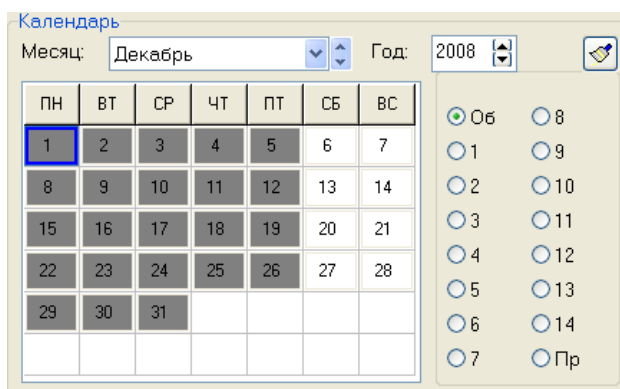 Календарь
Месяц: Декабрь Год: 2008
ПН ВТ СР ЧТ ПТ СБ ВС
1 2 3 4 5 6 7
8 9 10 11 12 13 14
15 16 17 18 19 20 21
22 23 24 25 26 27 28
29 30 31
Об 8
1 9
2 10
3 11
4 12
5 13
6 14
7 Пр